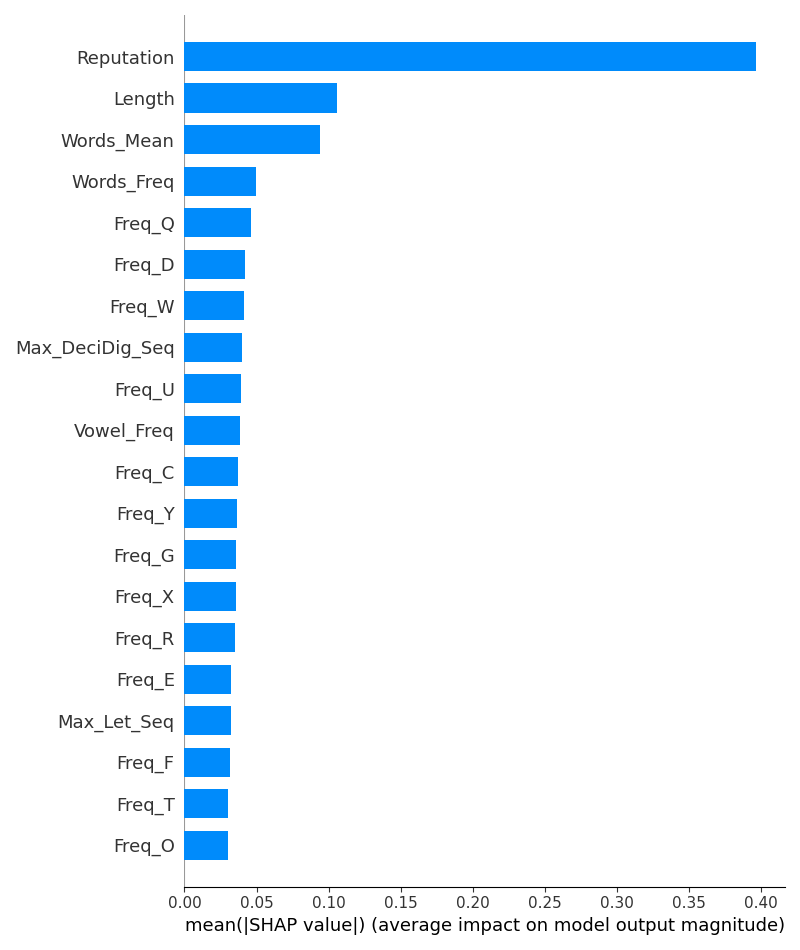 Reputation
Length
Words_Mean
Words_Freq
Freq_Q
Freq_D
Freq_W
Max_DeciDig_Seq
Freq_U
Vowel_Freq
Freq_C
Freq_Y
Freq_G
Freq_X
Freq_R
Freq_E
Max_Let_Seq
Freq_F
Freq_T
Freq_O
0.00 0.05 0.10 0.15 0.20 0.25 0.30 0.35 0.40
mean(|SHAP value|) (average impact on model output magnitude)